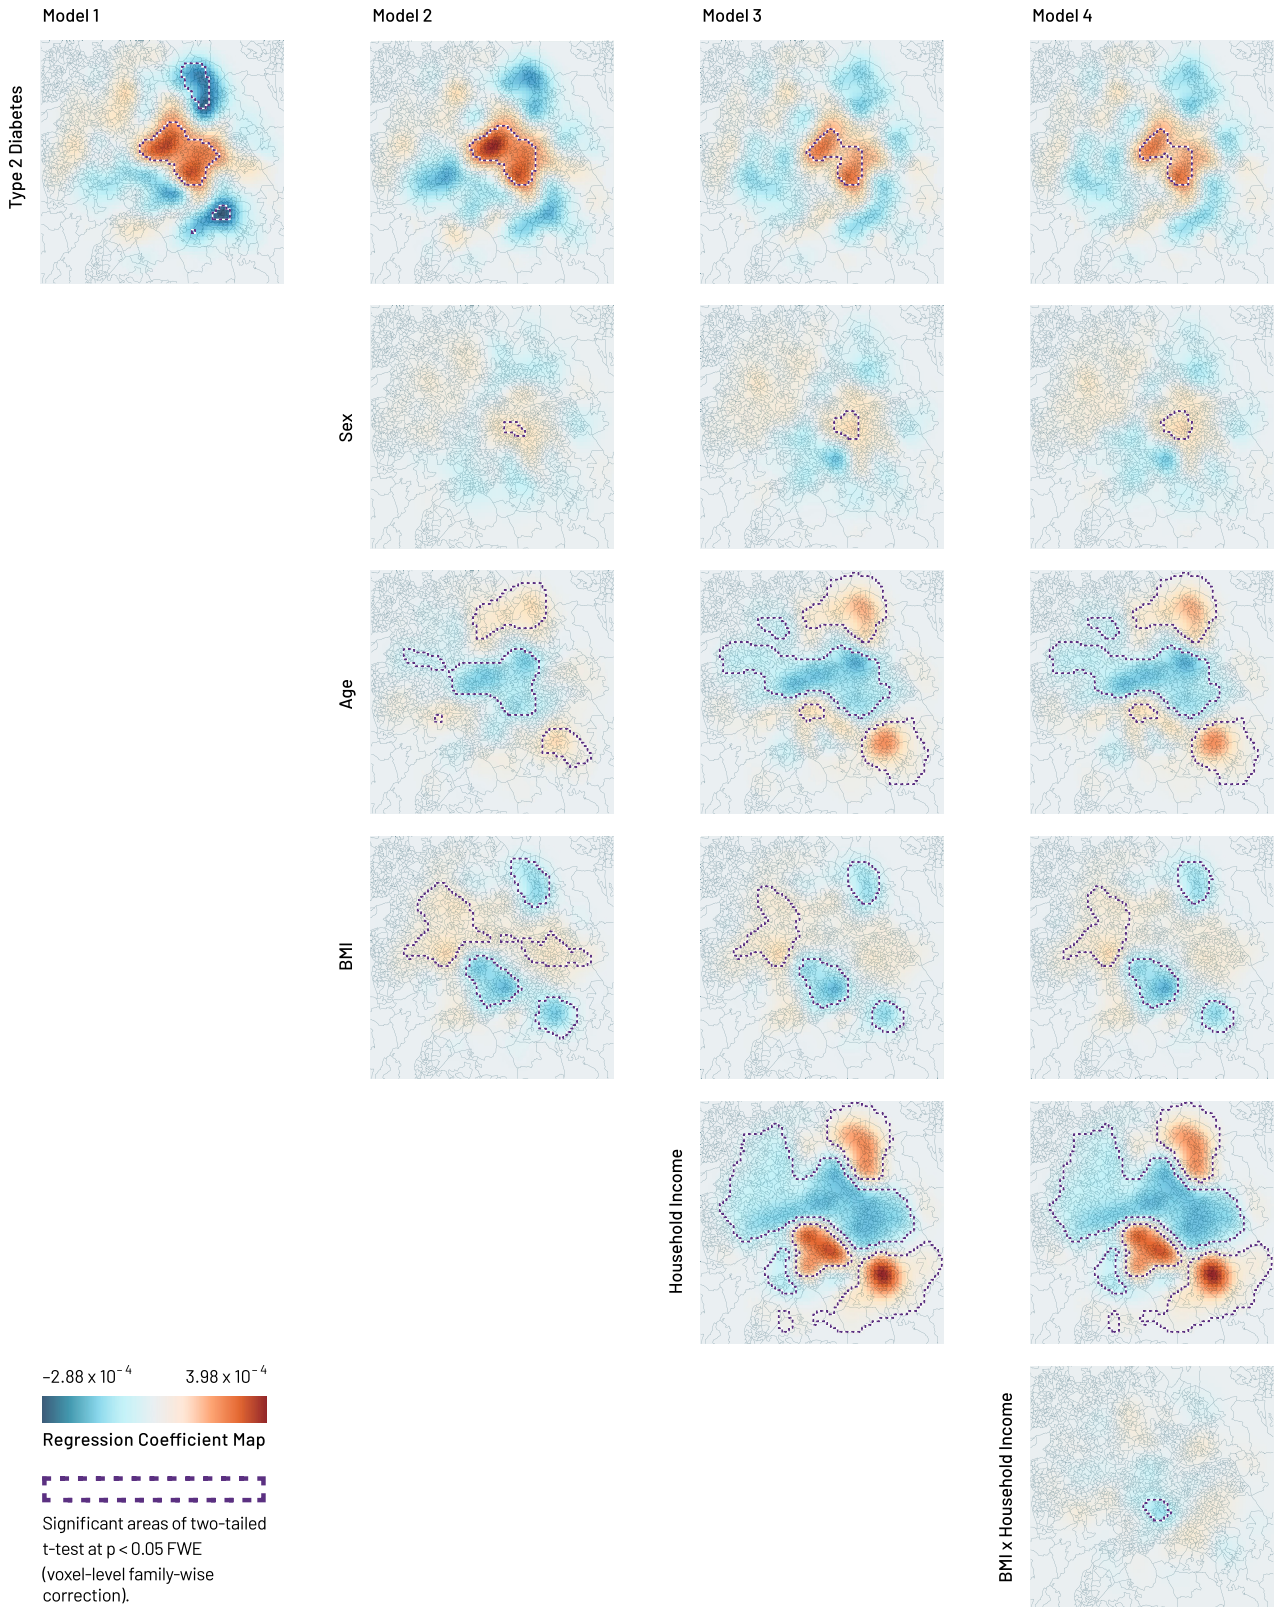 Model 1
Model 2
Model 3
Model 4
Type 2 Diabetes
Sex
Age
BMI
Household Income
−2.88 x 10⁻⁴
3.98 x 10⁻⁴
Regression Coefficient Map
Significant areas of two-tailed
t-test at p < 0.05 FWE
(voxel-level family-wise
correction).
BMI x Household Income